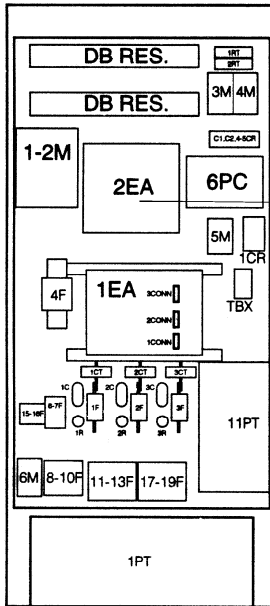 DB RES.
1RT
2RT
DB RES.
3M
4M
C1,C2,4-5CR
1-2M
2EA
6PC
5M
1CR
4F
1EA
3CONN
2CONN
1CONN
TBX
1CT
2CT
3CT
1C
2C
3C
15-16F
6-7F
1F
2F
3F
11PT
1R
2R
3R
6M
8-10F
11-13F
17-19F
1PT